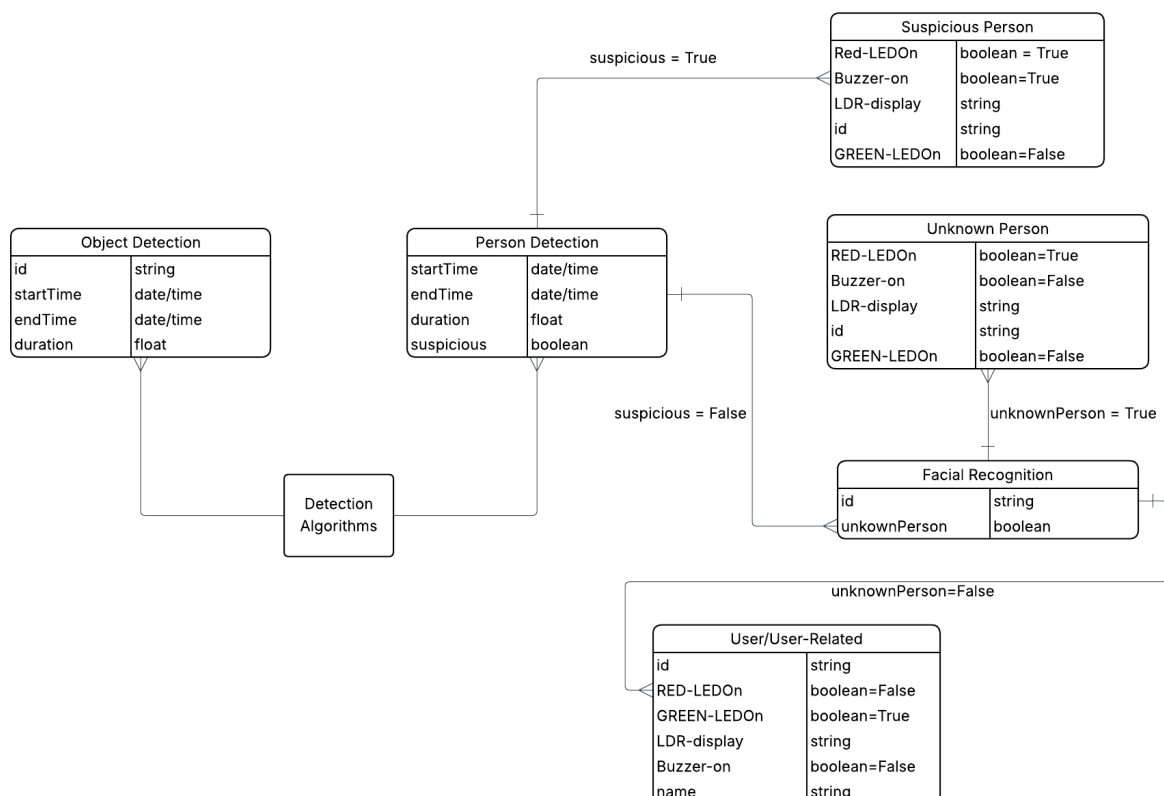 suspicious = True
Suspicious Person
Red-LEDOn boolean = True
Buzzer-on boolean=True
LDR-display string
id string
GREEN-LEDOn boolean=False
Object Detection
id string
startTime date/time
endTime date/time
duration float
Person Detection
startTime date/time
endTime date/time
duration float
suspicious boolean
Unknown Person
RED-LEDOn boolean=True
Buzzer-on boolean=False
LDR-display string
id string
GREEN-LEDOn boolean=False
suspicious = False
unknownPerson = True
Detection
Algorithms
Facial Recognition
id string
unkownPerson boolean
unknownPerson=False
User/User-Related
id string
RED-LEDOn boolean=False
GREEN-LEDOn boolean=True
LDR-display string
Buzzer-on boolean=False
name string